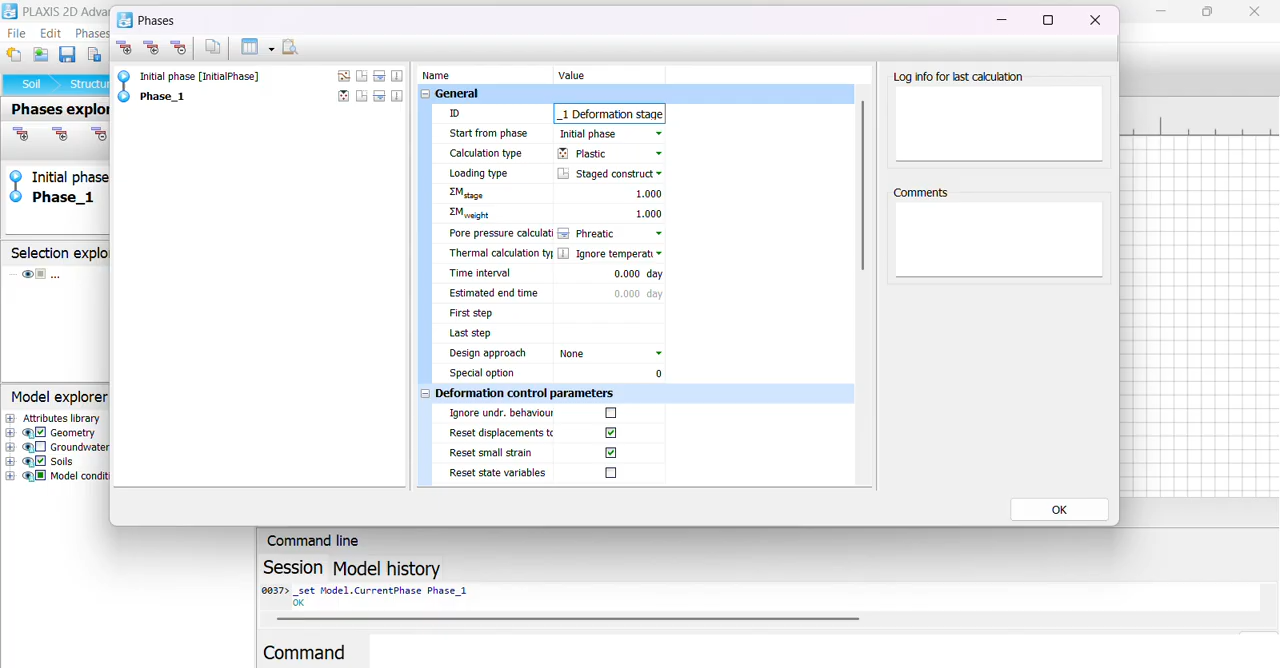 PLAXIS 2D Advan
File Edit Phases
Phases
Soil Structur
Phases explor
Initial phase
Phase_1
Selection explo
...
Model explorer
Attributes library
Geometry
Groundwater
Soils
Model conditi
Initial phase [InitialPhase]
Phase_1
Name Value
General
ID _1 Deformation stage
Start from phase Initial phase
Calculation type Plastic
Loading type Staged construct
ΣMstage 1.000
ΣMweight 1.000
Pore pressure calculati Phreatic
Thermal calculation typ Ignore temperatu
Time interval 0.000 day
Estimated end time 0.000 day
First step
Last step
Design approach None
Special option 0
Deformation control parameters
Ignore undr. behaviour
Reset displacements to
Reset small strain
Reset state variables
Log info for last calculation
Comments
OK
Command line
Session Model history
0037> _set Model.CurrentPhase Phase_1
OK
Command